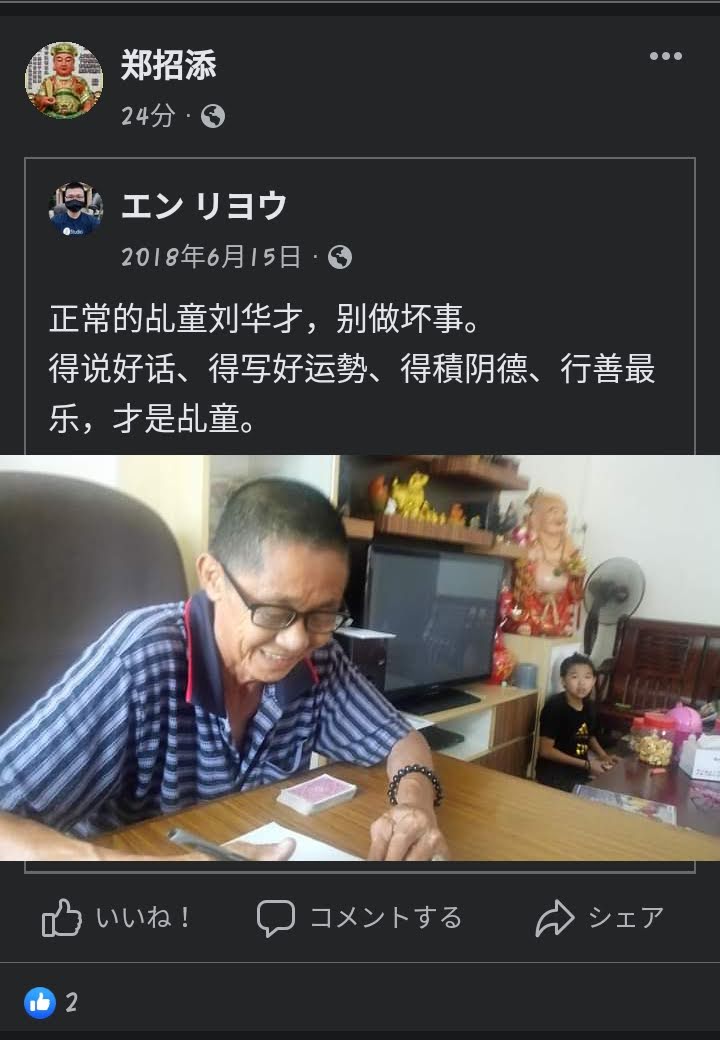 郑招添
24分 ·
エン リヨウ
2018年6月15日 ·
正常的乩童刘华才，别做坏事。
得说好话、得写好运势、得積阴德、行善最
乐，才是乩童。
いいね！ コメントする シェア
2